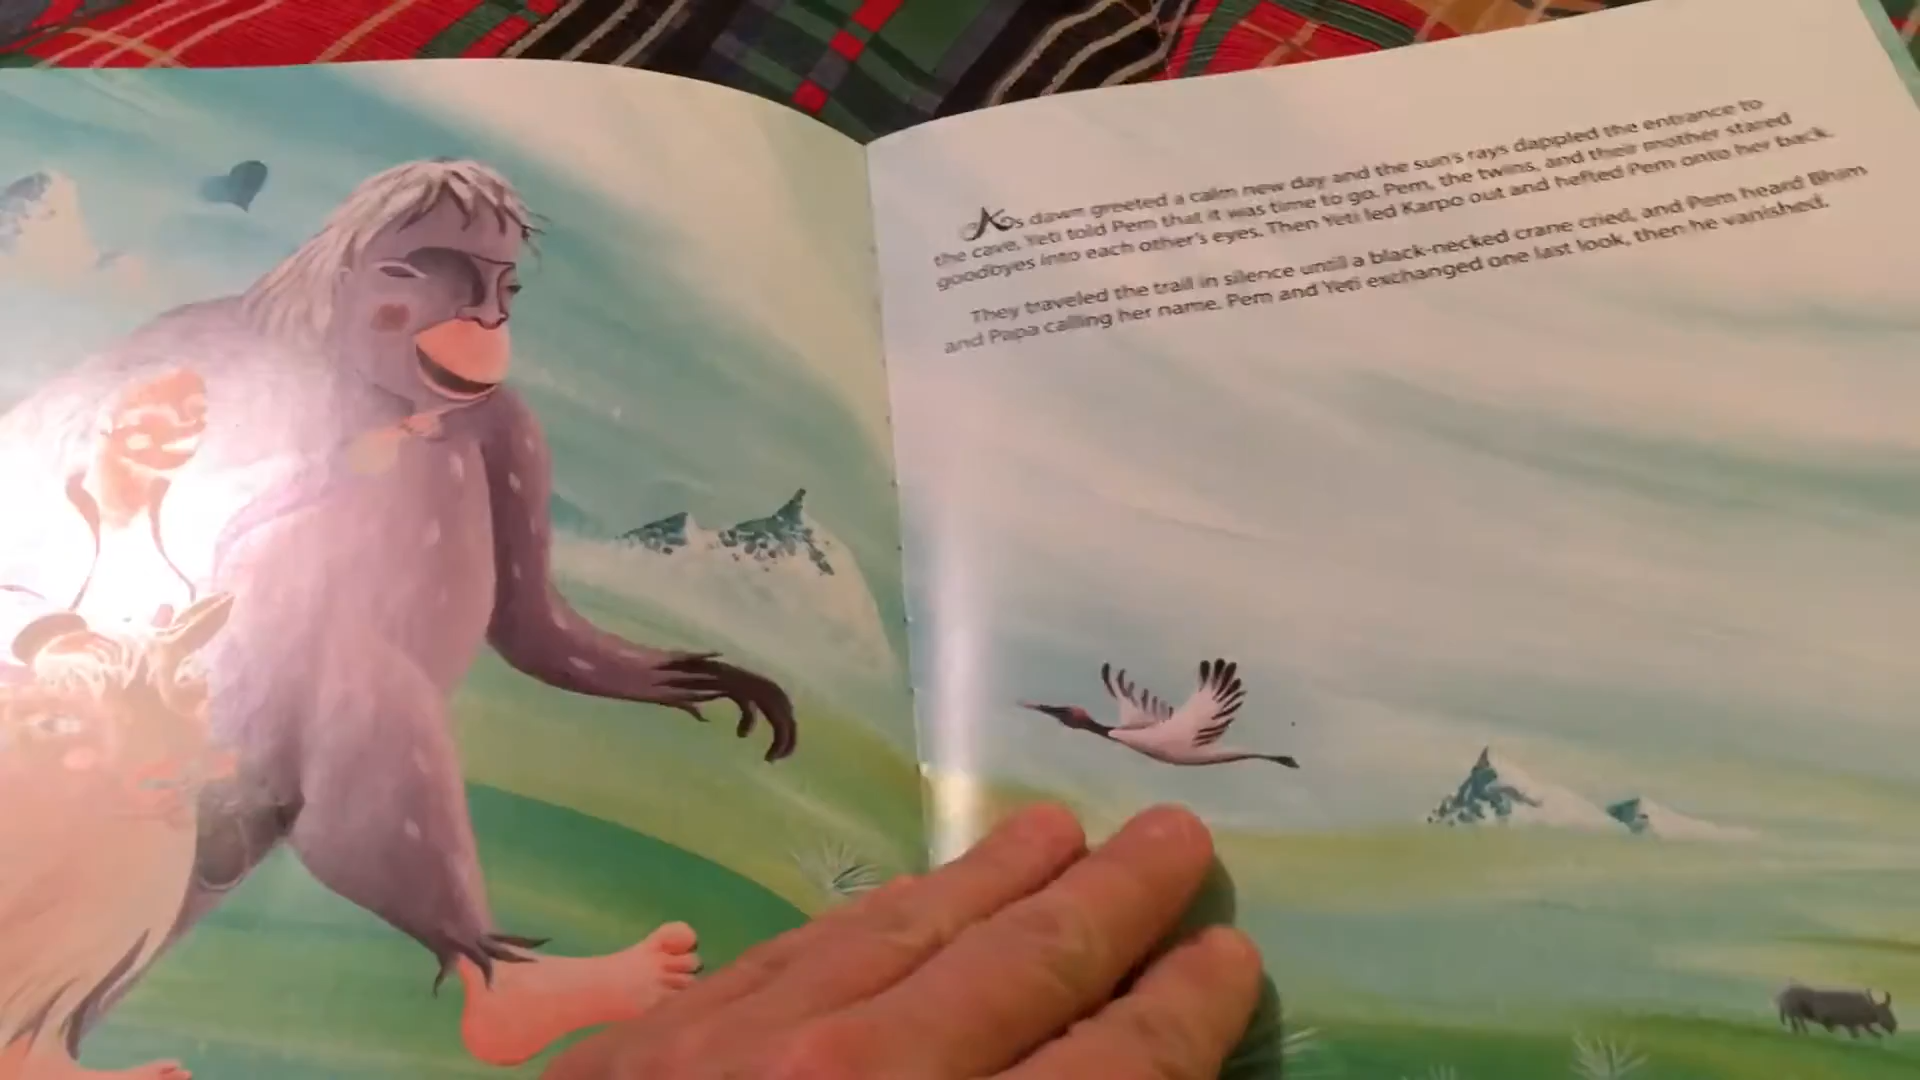 As dawn greeted a calm new day and the sun's rays dappled the entrance to
the cave, Yeti told Pem that it was time to go. Pem, the twins, and their mother stared
goodbyes into each other's eyes. Then Yeti led Karpo out and hefted Pem onto her back.
They traveled the trail in silence until a black-necked crane cried, and Pem heard Bhim
and Papa calling her name. Pem and Yeti exchanged one last look, then he vanished.